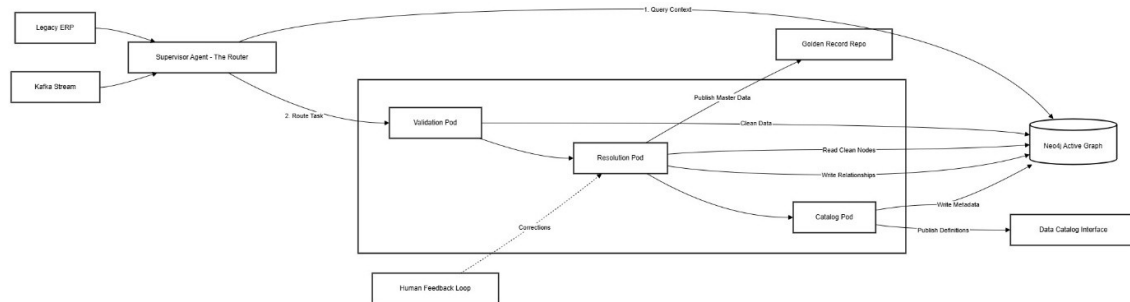 1. Query Context
Legacy ERP
Supervisor Agent - The Router
Golden Record Repo
Kafka Stream
Publish Master Data
2. Route Task
Validation Pod
Clean Data
Neo4j Active Graph
Read Clean Nodes
Resolution Pod
Write Relationships
Write Metadata
Catalog Pod
Corrections
Publish Definitions
Data Catalog Interface
Human Feedback Loop